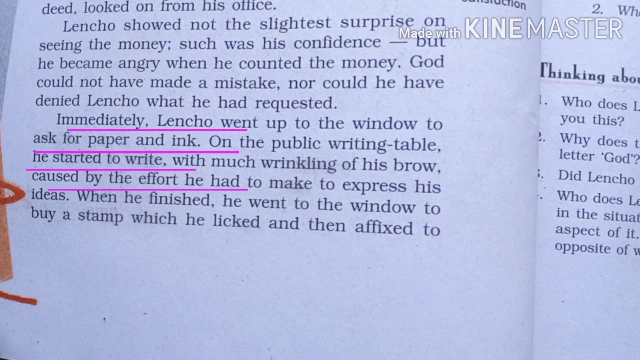 deed, looked on from his office.
Lencho showed not the slightest surprise on
seeing the money; such was his confidence — but
he became angry when he counted the money. God
could not have made a mistake, nor could he have
denied Lencho what he had requested.
Immediately, Lencho went up to the window to
ask for paper and ink. On the public writing-table,
he started to write, with much wrinkling of his brow,
caused by the effort he had to make to express his
ideas. When he finished, he went to the window to
buy a stamp which he licked and then affixed to
Made with KINEMASTER
2. Wh
Thinking abou
1. Who does L
you this?
2. Why does t
letter 'God'?
3. Did Lencho
Who does Le
in the situat
aspect of it.
opposite of w